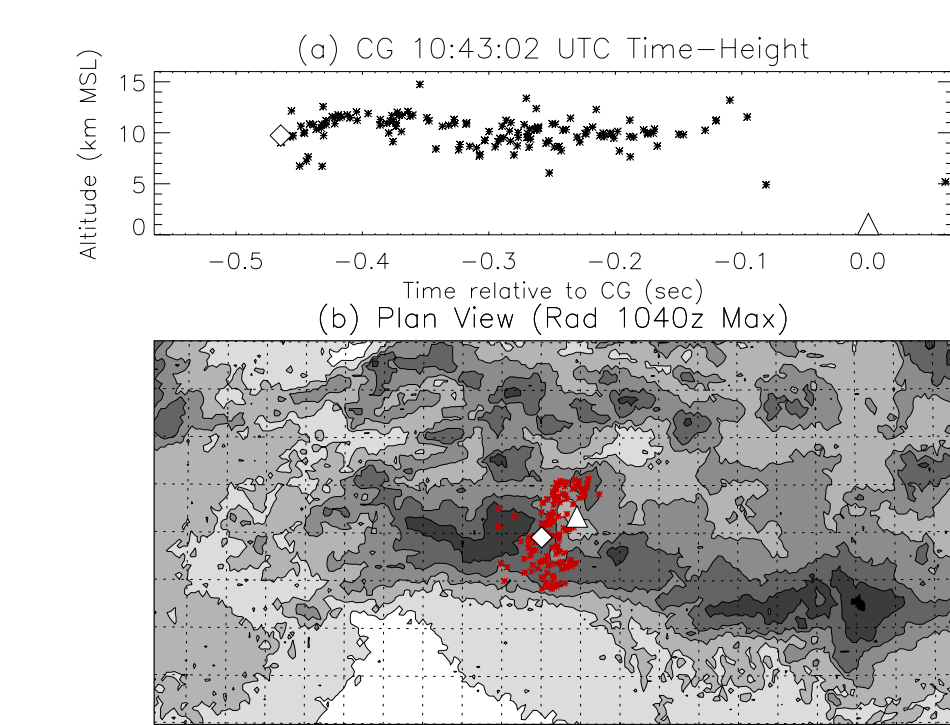 (a) CG 10:43:02 UTC Time-Height
15
10
5
0
Altitude (km MSL)
-0.5 -0.4 -0.3 -0.2 -0.1 0.0
Time relative to CG (sec)
(b) Plan View (Rad 1040z Max)